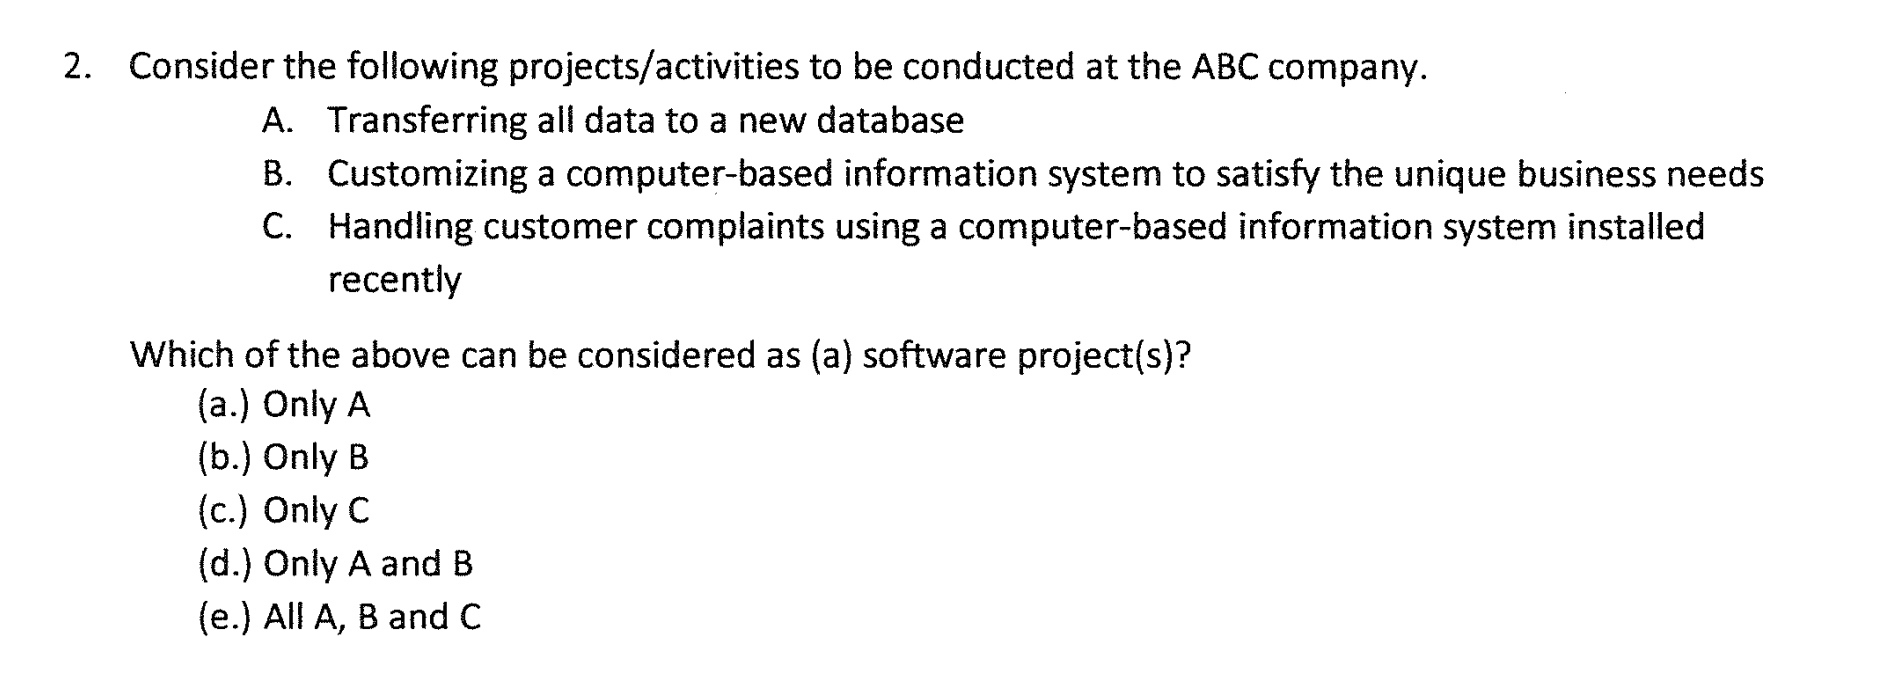 2. Consider the following projects/activities to be conducted at the ABC company.
A. Transferring all data to a new database
B. Customizing a computer-based information system to satisfy the unique business needs
C. Handling customer complaints using a computer-based information system installed
recently
Which of the above can be considered as (a) software project(s)?
(a.) Only A
(b.) Only B
(c.) Only C
(d.) Only A and B
(e.) All A, B and C